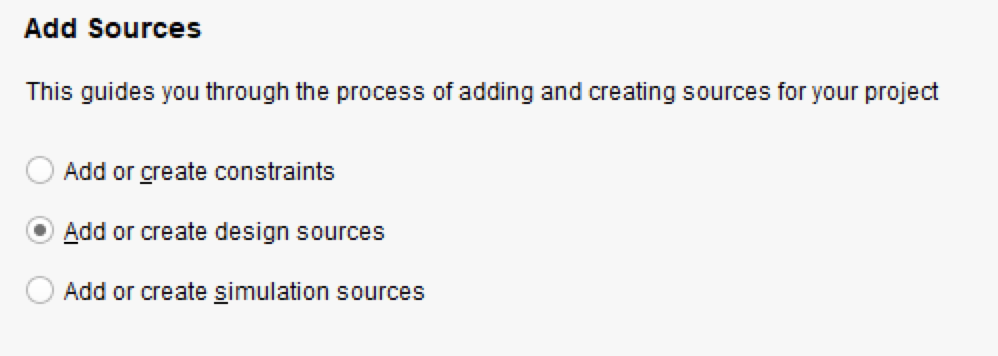 Add Sources
This guides you through the process of adding and creating sources for your project
Add or create constraints
Add or create design sources
Add or create simulation sources